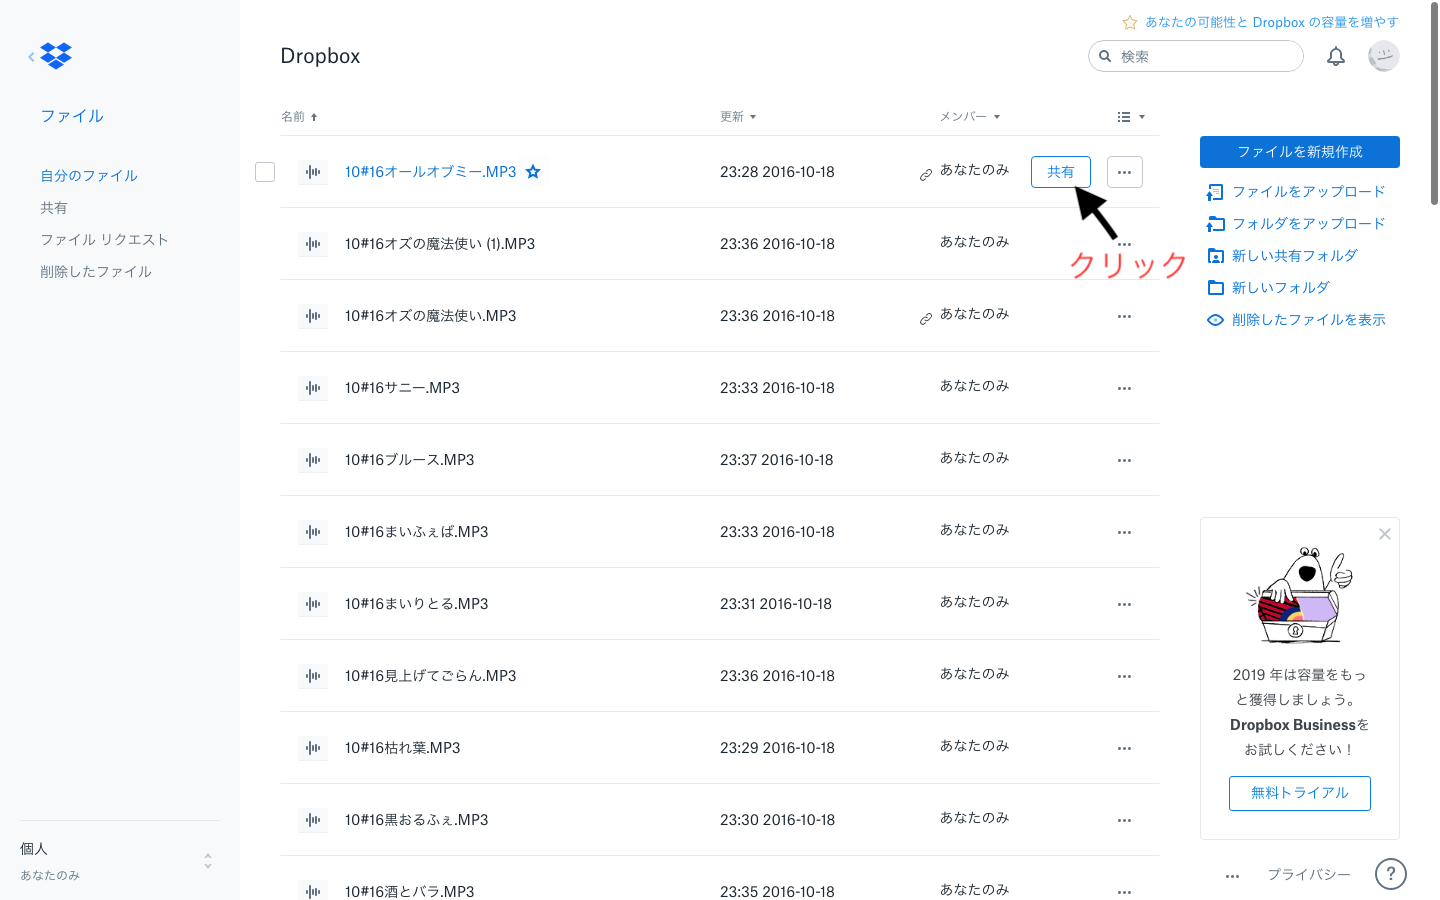 あなたの可能性と Dropbox の容量を増やす
Dropbox
検索
ファイル
自分のファイル
共有
ファイル リクエスト
削除したファイル
名前
更新
メンバー
10#16オールオブミー.MP3
23:28 2016-10-18
あなたのみ
共有
クリック
10#16オズの魔法使い (1).MP3
23:36 2016-10-18
あなたのみ
10#16オズの魔法使い.MP3
23:36 2016-10-18
あなたのみ
10#16サニー.MP3
23:33 2016-10-18
あなたのみ
10#16ブルース.MP3
23:37 2016-10-18
あなたのみ
10#16まいふぇば.MP3
23:33 2016-10-18
あなたのみ
10#16まいりとる.MP3
23:31 2016-10-18
あなたのみ
10#16見上げてごらん.MP3
23:36 2016-10-18
あなたのみ
10#16枯れ葉.MP3
23:29 2016-10-18
あなたのみ
10#16黒おるふぇ.MP3
23:30 2016-10-18
あなたのみ
10#16酒とバラ.MP3
23:35 2016-10-18
あなたのみ
ファイルを新規作成
ファイルをアップロード
フォルダをアップロード
新しい共有フォルダ
新しいフォルダ
削除したファイルを表示
2019 年は容量をもっ
と獲得しましょう。
Dropbox Businessを
お試しください！
無料トライアル
個人
あなたのみ
プライバシー
?